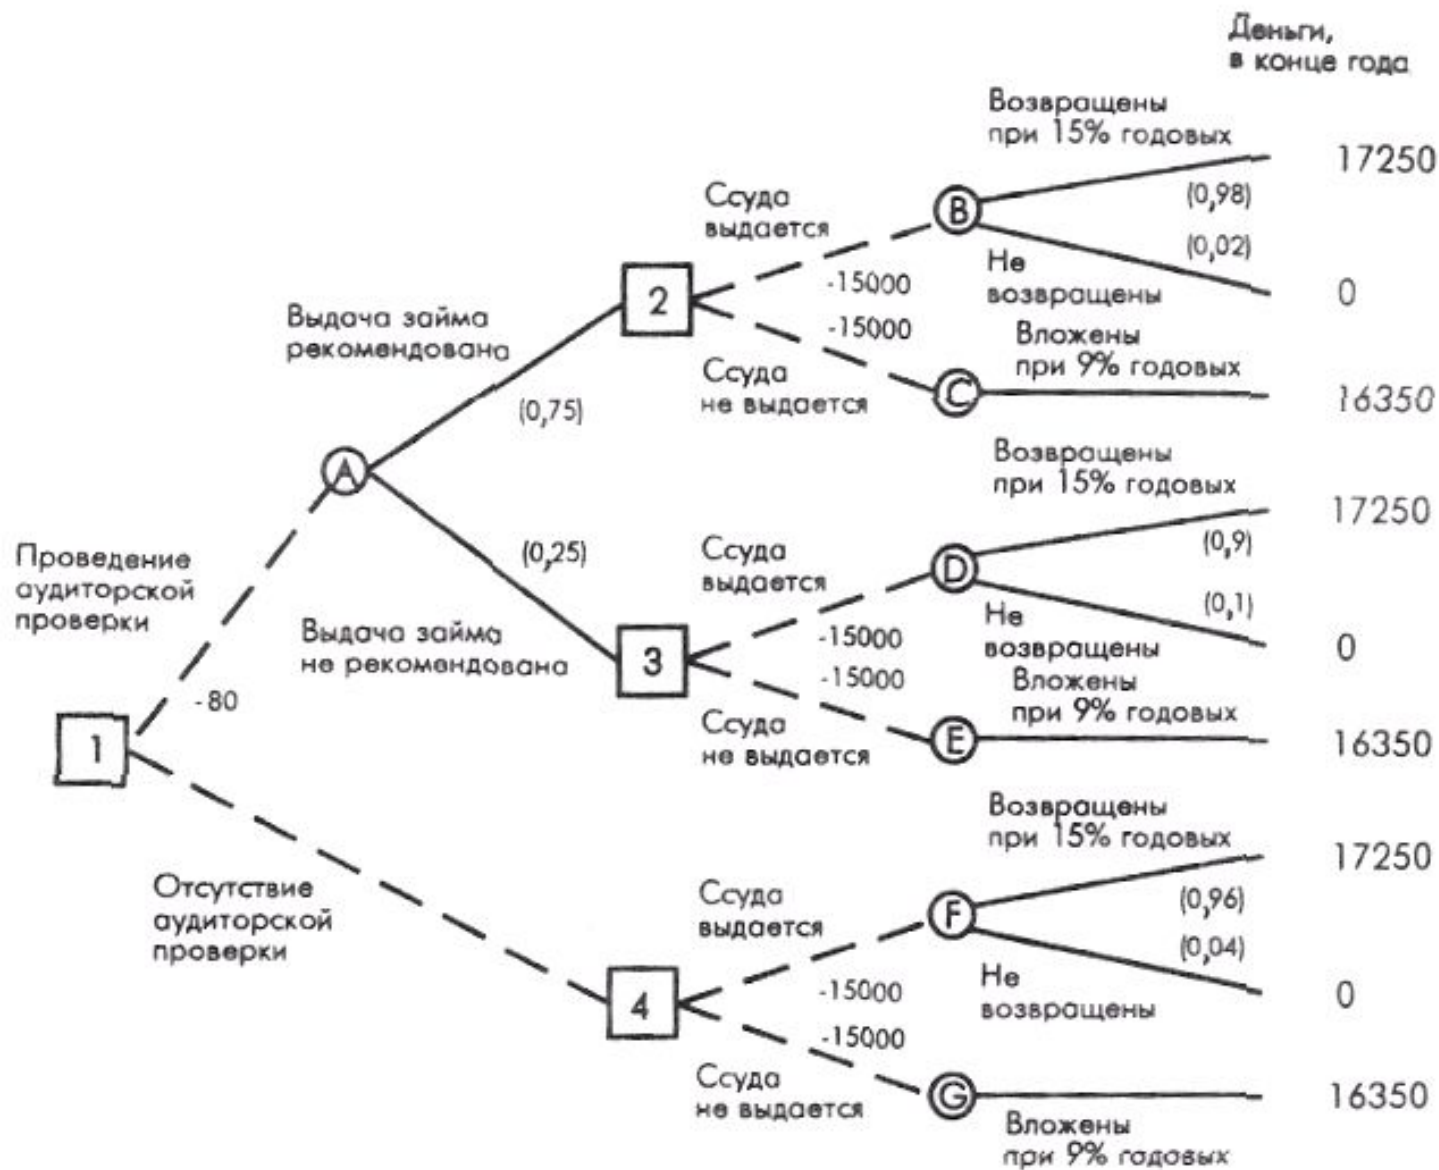 Деньги,
в конце года
Возвращены
при 15% годовых
17250
(0,98)
Ссуда
выдается
B
(0,02)
Не
возвращены
0
-15000
2
-15000
Вложены
при 9% годовых
Выдача займа
рекомендована
Ссуда
не выдается
C
16350
(0,75)
A
Возвращены
при 15% годовых
17250
(0,9)
Проведение
аудиторской
проверки
(0,25)
Ссуда
выдается
D
(0,1)
Выдача займа
не рекомендована
Не
возвращены
0
-15000
3
-15000
Вложены
при 9% годовых
-80
Ссуда
не выдается
E
16350
1
Возвращены
при 15% годовых
17250
(0,96)
Отсутствие
аудиторской
проверки
Ссуда
выдается
F
(0,04)
Не
возвращены
0
-15000
4
-15000
Ссуда
не выдается
G
16350
Вложены
при 9% годовых